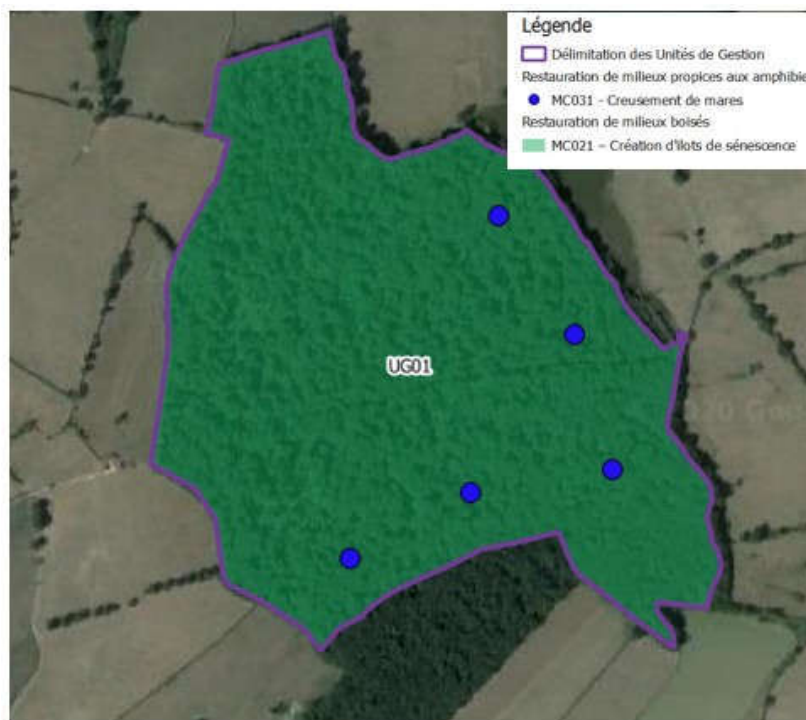 Légende
Délimitation des Unités de Gestion
Restauration de milieux propices aux amphibie
MC031 - Creusement de mares
Restauration de milieux boisés
MC021 – Création d'ilots de sénescence
UG01